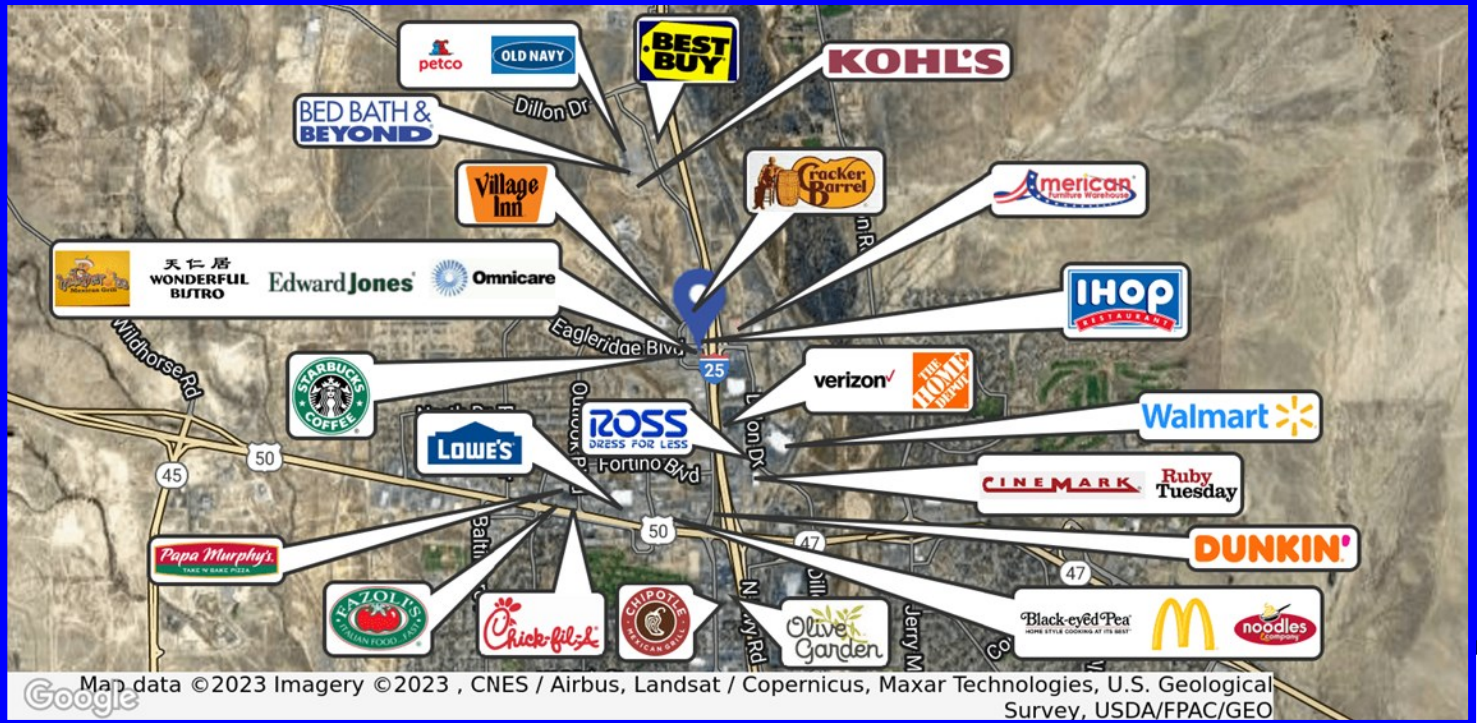 petco
OLD NAVY
BEST
BUY
KOHL'S
Dillon Dr
BED BATH &
BEYOND
Village
Inn
Cracker
Barrel
American
Furniture Warehouse
Mexican Grill
天仁居
WONDERFUL
BISTRO
Edward Jones
Omnicare
IHOP
RESTAURANT
Wildhorse Rd
Eagleridge Blvd
25
STARBUCKS
COFFEE
verizon
THE
HOME
DEPOT
ROSS
DRESS FOR LESS
Walmart
LOWE'S
Fortino Blvd
45
50
CINEMARK
Ruby
Tuesday
50
47
47
Papa Murphy's
TAKE 'N' BAKE PIZZA
DUNKIN'
FAZOLI'S
ITALIAN FOOD...FAST
Chick-fil-A
CHIPOTLE
MEXICAN GRILL
Olive
Garden
Black-eyed Pea
HOME STYLE COOKING AT ITS BEST
noodles
& company
Jerry M
Google
Map data ©2023 Imagery ©2023 , CNES / Airbus, Landsat / Copernicus, Maxar Technologies, U.S. Geological
Survey, USDA/FPAC/GEO